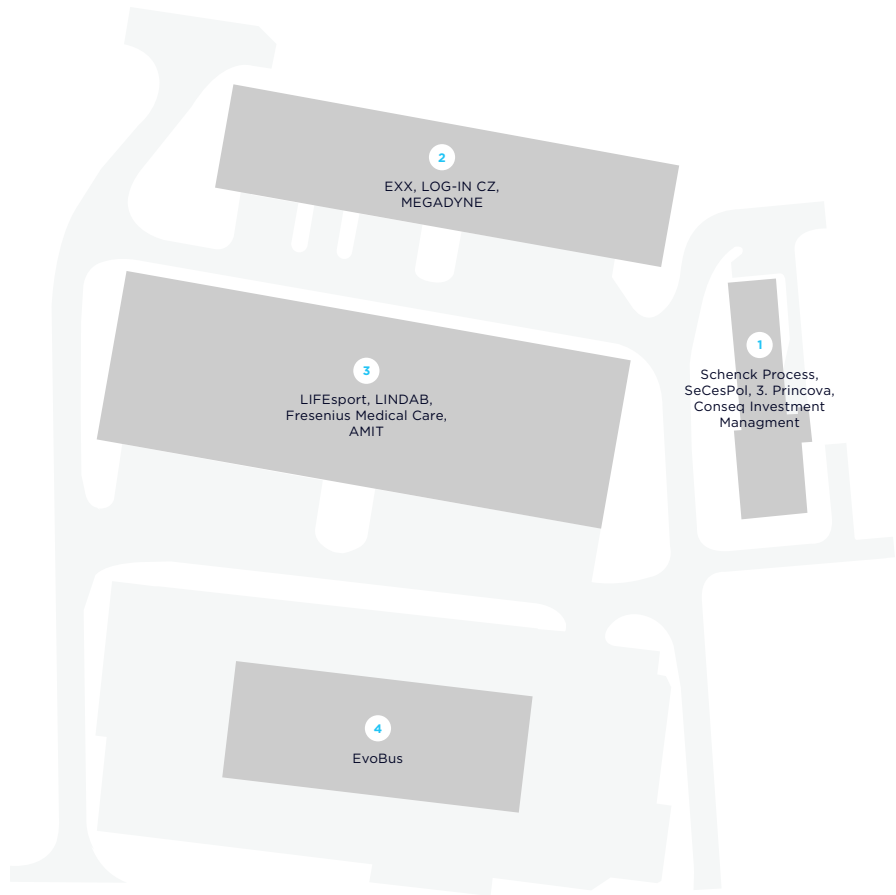 2
EXX, LOG-IN CZ,
MEGADYNE
1
Schenck Process,
SeCesPol, 3. Princova,
Conseq Investment
Managment
3
LIFEsport, LINDAB,
Fresenius Medical Care,
AMIT
4
EvoBus